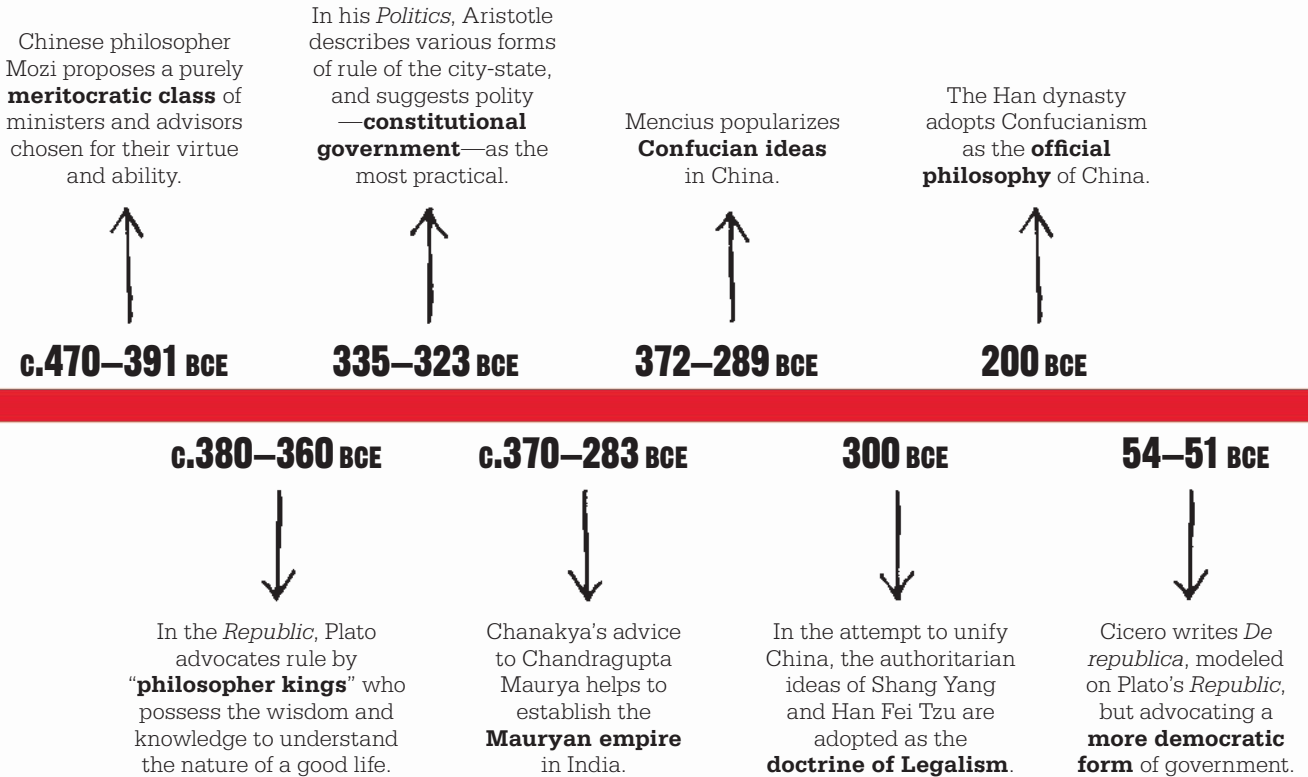 Chinese philosopher
Mozi proposes a purely
meritocratic class of
ministers and advisors
chosen for their virtue
and ability.
c.470–391 BCE
In his Politics, Aristotle
describes various forms
of rule of the city-state,
and suggests polity
—constitutional
government—as the
most practical.
335–323 BCE
Mencius popularizes
Confucian ideas
in China.
372–289 BCE
The Han dynasty
adopts Confucianism
as the official
philosophy of China.
200 BCE
c.380–360 BCE
In the Republic, Plato
advocates rule by
“philosopher kings” who
possess the wisdom and
knowledge to understand
the nature of a good life.
c.370–283 BCE
Chanakya’s advice
to Chandragupta
Maurya helps to
establish the
Mauryan empire
in India.
300 BCE
In the attempt to unify
China, the authoritarian
ideas of Shang Yang
and Han Fei Tzu are
adopted as the
doctrine of Legalism.
54–51 BCE
Cicero writes De
republica, modeled
on Plato’s Republic,
but advocating a
more democratic
form of government.